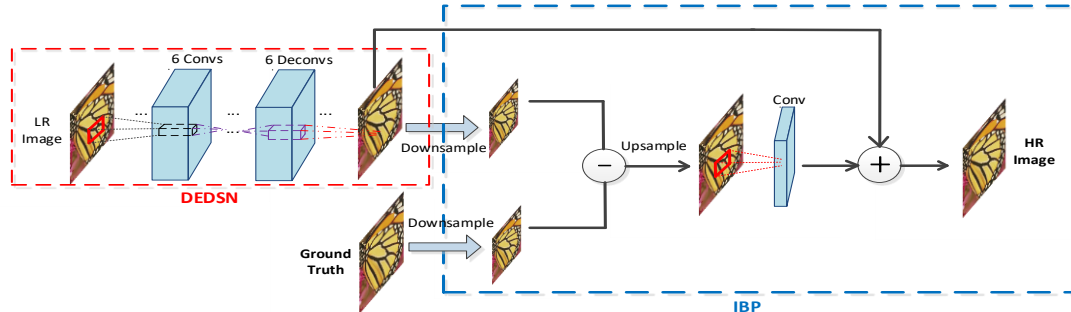 6 Convs
6 Deconvs
...
...
...
...
LR
Image
Downsample
DEDSN
Ground
Truth
Downsample
−
Upsample
Conv
+
HR
Image
IBP